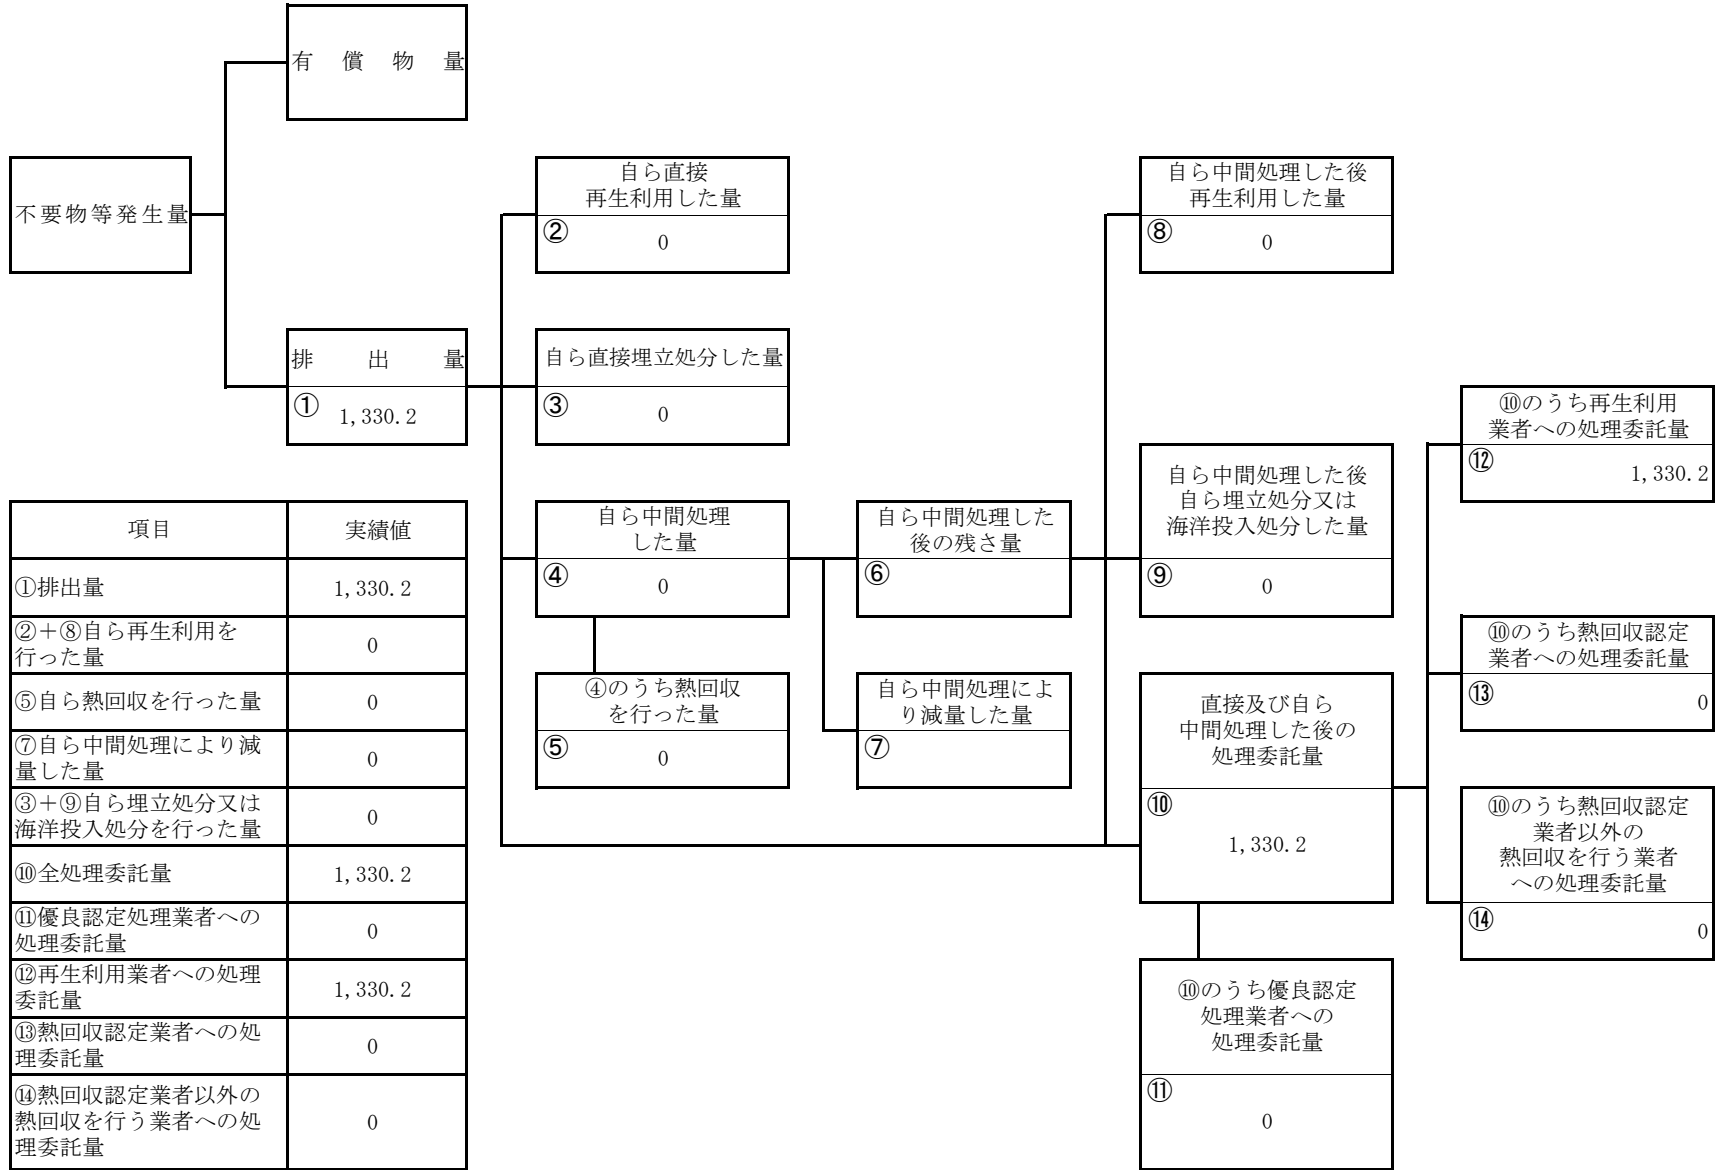 有償物量
不要物等発生量
排出量
① 1,330.2
自ら直接
再生利用した量
② 0
自ら直接埋立処分した量
③ 0
自ら中間処理
した量
④ 0
④のうち熱回収
を行った量
⑤ 0
自ら中間処理した
後の残さ量
⑥
自ら中間処理によ
り減量した量
⑦
自ら中間処理した後
再生利用した量
⑧ 0
自ら中間処理した後
自ら埋立処分又は
海洋投入処分した量
⑨ 0
直接及び自ら
中間処理した後の
処理委託量
⑩
1,330.2
⑩のうち優良認定
処理業者への
処理委託量
⑪
0
⑩のうち再生利用
業者への処理委託量
⑫ 1,330.2
⑩のうち熱回収認定
業者への処理委託量
⑬ 0
⑩のうち熱回収認定
業者以外の
熱回収を行う業者
への処理委託量
⑭ 0
項目 実績値
①排出量 1,330.2
②＋⑧自ら再生利用を
行った量 0
⑤自ら熱回収を行った量 0
⑦自ら中間処理により減
量した量 0
③＋⑨自ら埋立処分又は
海洋投入処分を行った量 0
⑩全処理委託量 1,330.2
⑪優良認定処理業者への
処理委託量 0
⑫再生利用業者への処理
委託量 1,330.2
⑬熱回収認定業者への処
理委託量 0
⑭熱回収認定業者以外の
熱回収を行う業者への処
理委託量 0